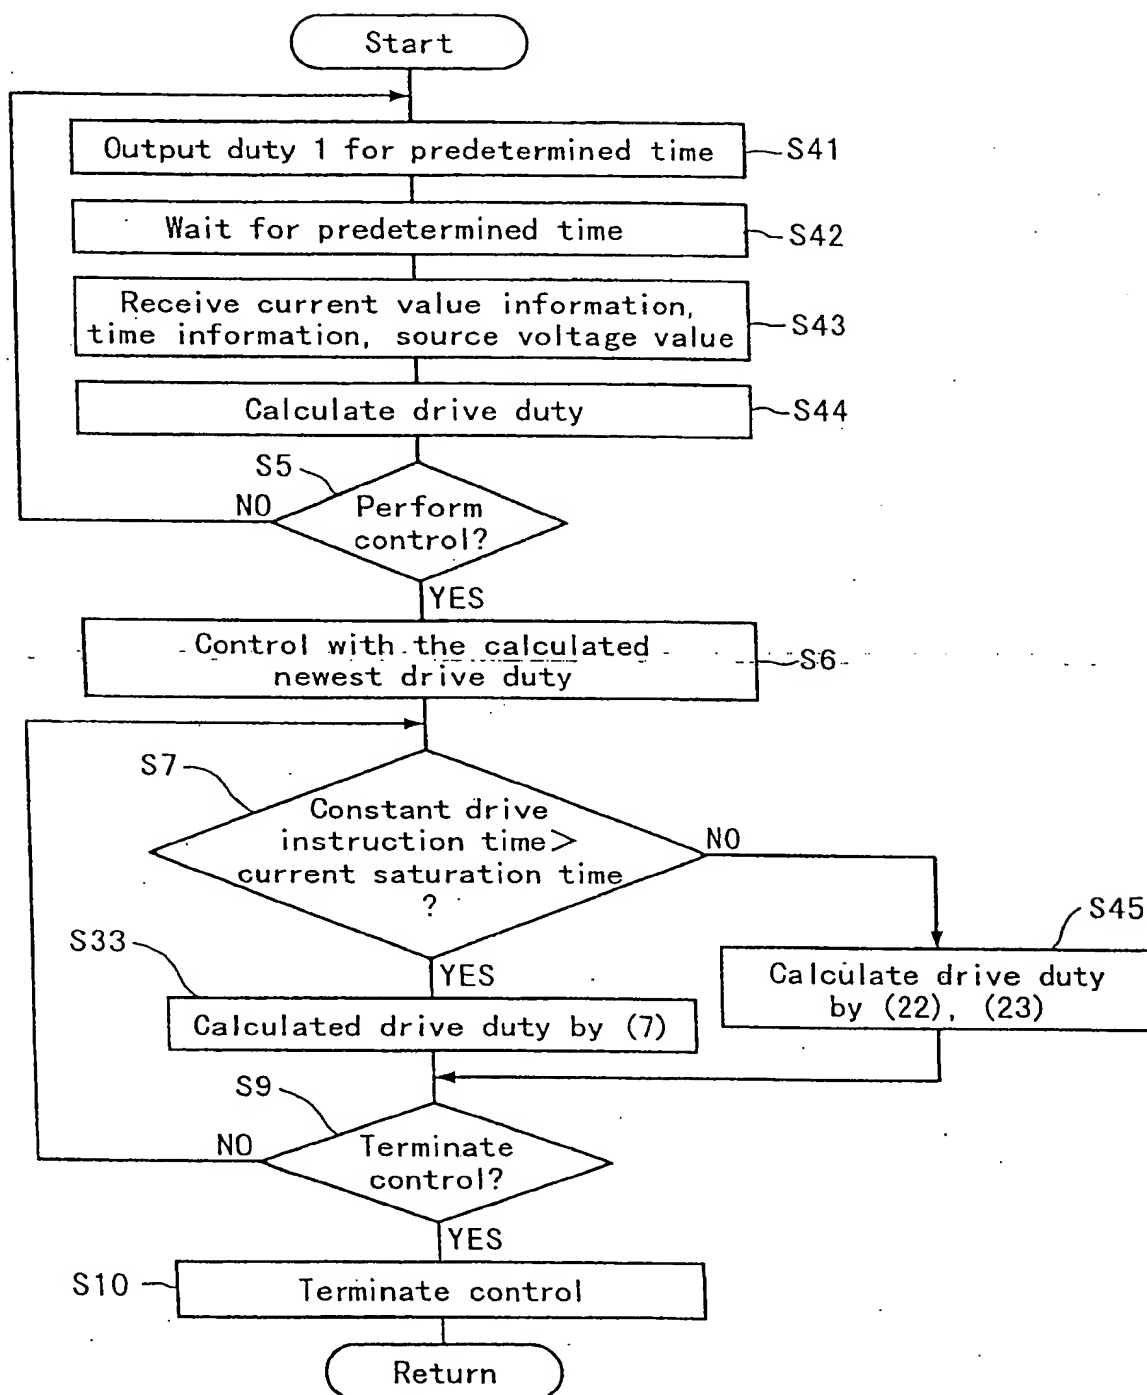 Start
Output duty 1 for predetermined time
S41
Wait for predetermined time
S42
Receive current value information,
time information, source voltage value
S43
Calculate drive duty
S44
S5
NO
Perform
control?
YES
Control with the calculated
newest drive duty
S6
S7
Constant drive
instruction time>
current saturation time
?
NO
S33
YES
S45
Calculate drive duty
by (22), (23)
Calculated drive duty by (7)
S9
NO
Terminate
control?
YES
S10
Terminate control
Return